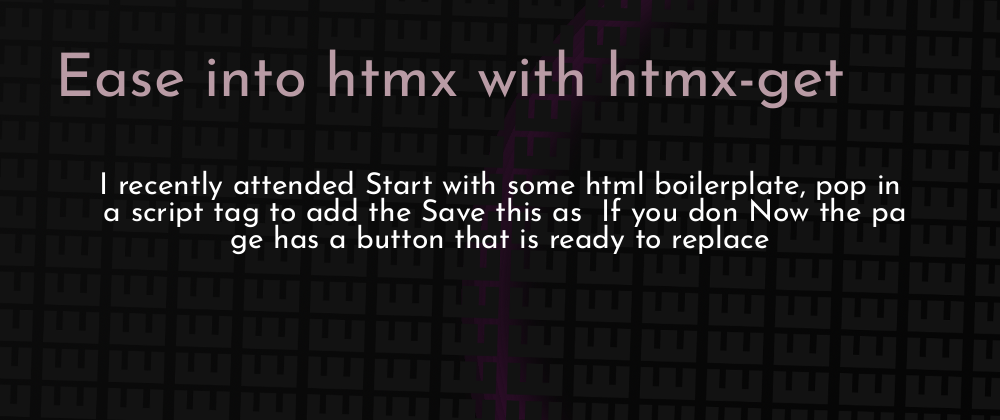 Ease into htmx with htmx-get
I recently attended Start with some html boilerplate, pop in
a script tag to add the Save this as  If you don Now the pa
ge has a button that is ready to replace